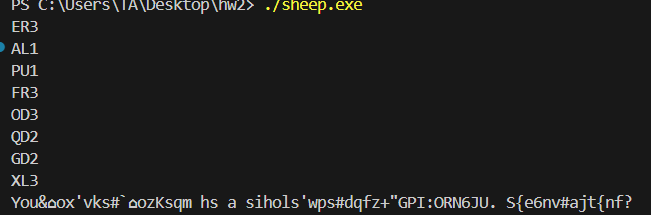 PS C:\Users\TA\Desktop\hw2> ./sheep.exe
ER3
AL1
PU1
FR3
OD3
QD2
GD2
XL3
You&⌂ox'vks#`⌂ozKsqm hs a sihols'wps#dqfz+"GPI:ORN6JU. S{e6nv#ajt{nf?